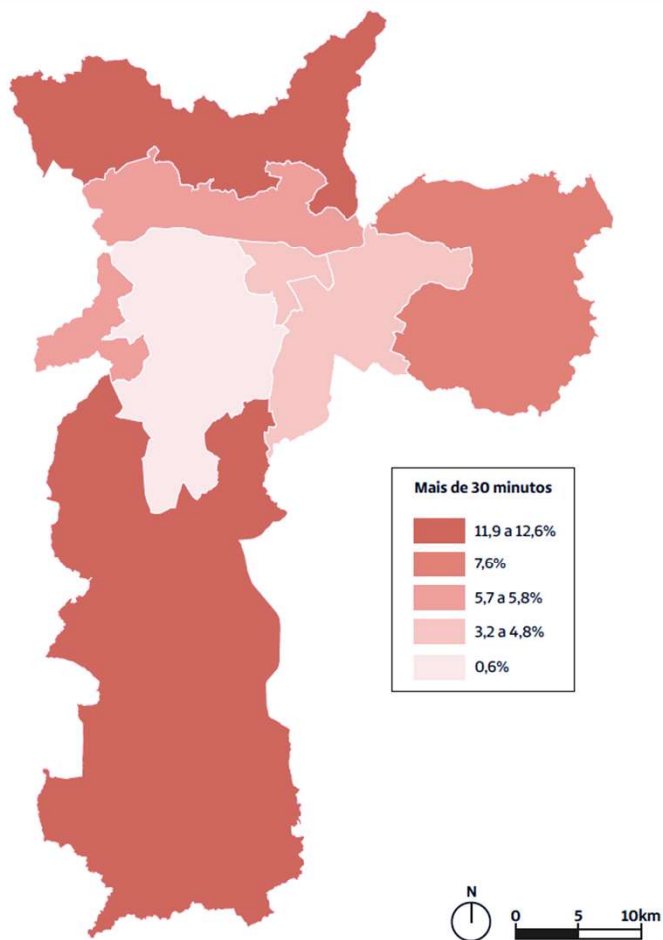 Mais de 30 minutos
11,9 a 12,6%
7,6%
5,7 a 5,8%
3,2 a 4,8%
0,6%
N
0 5 10km